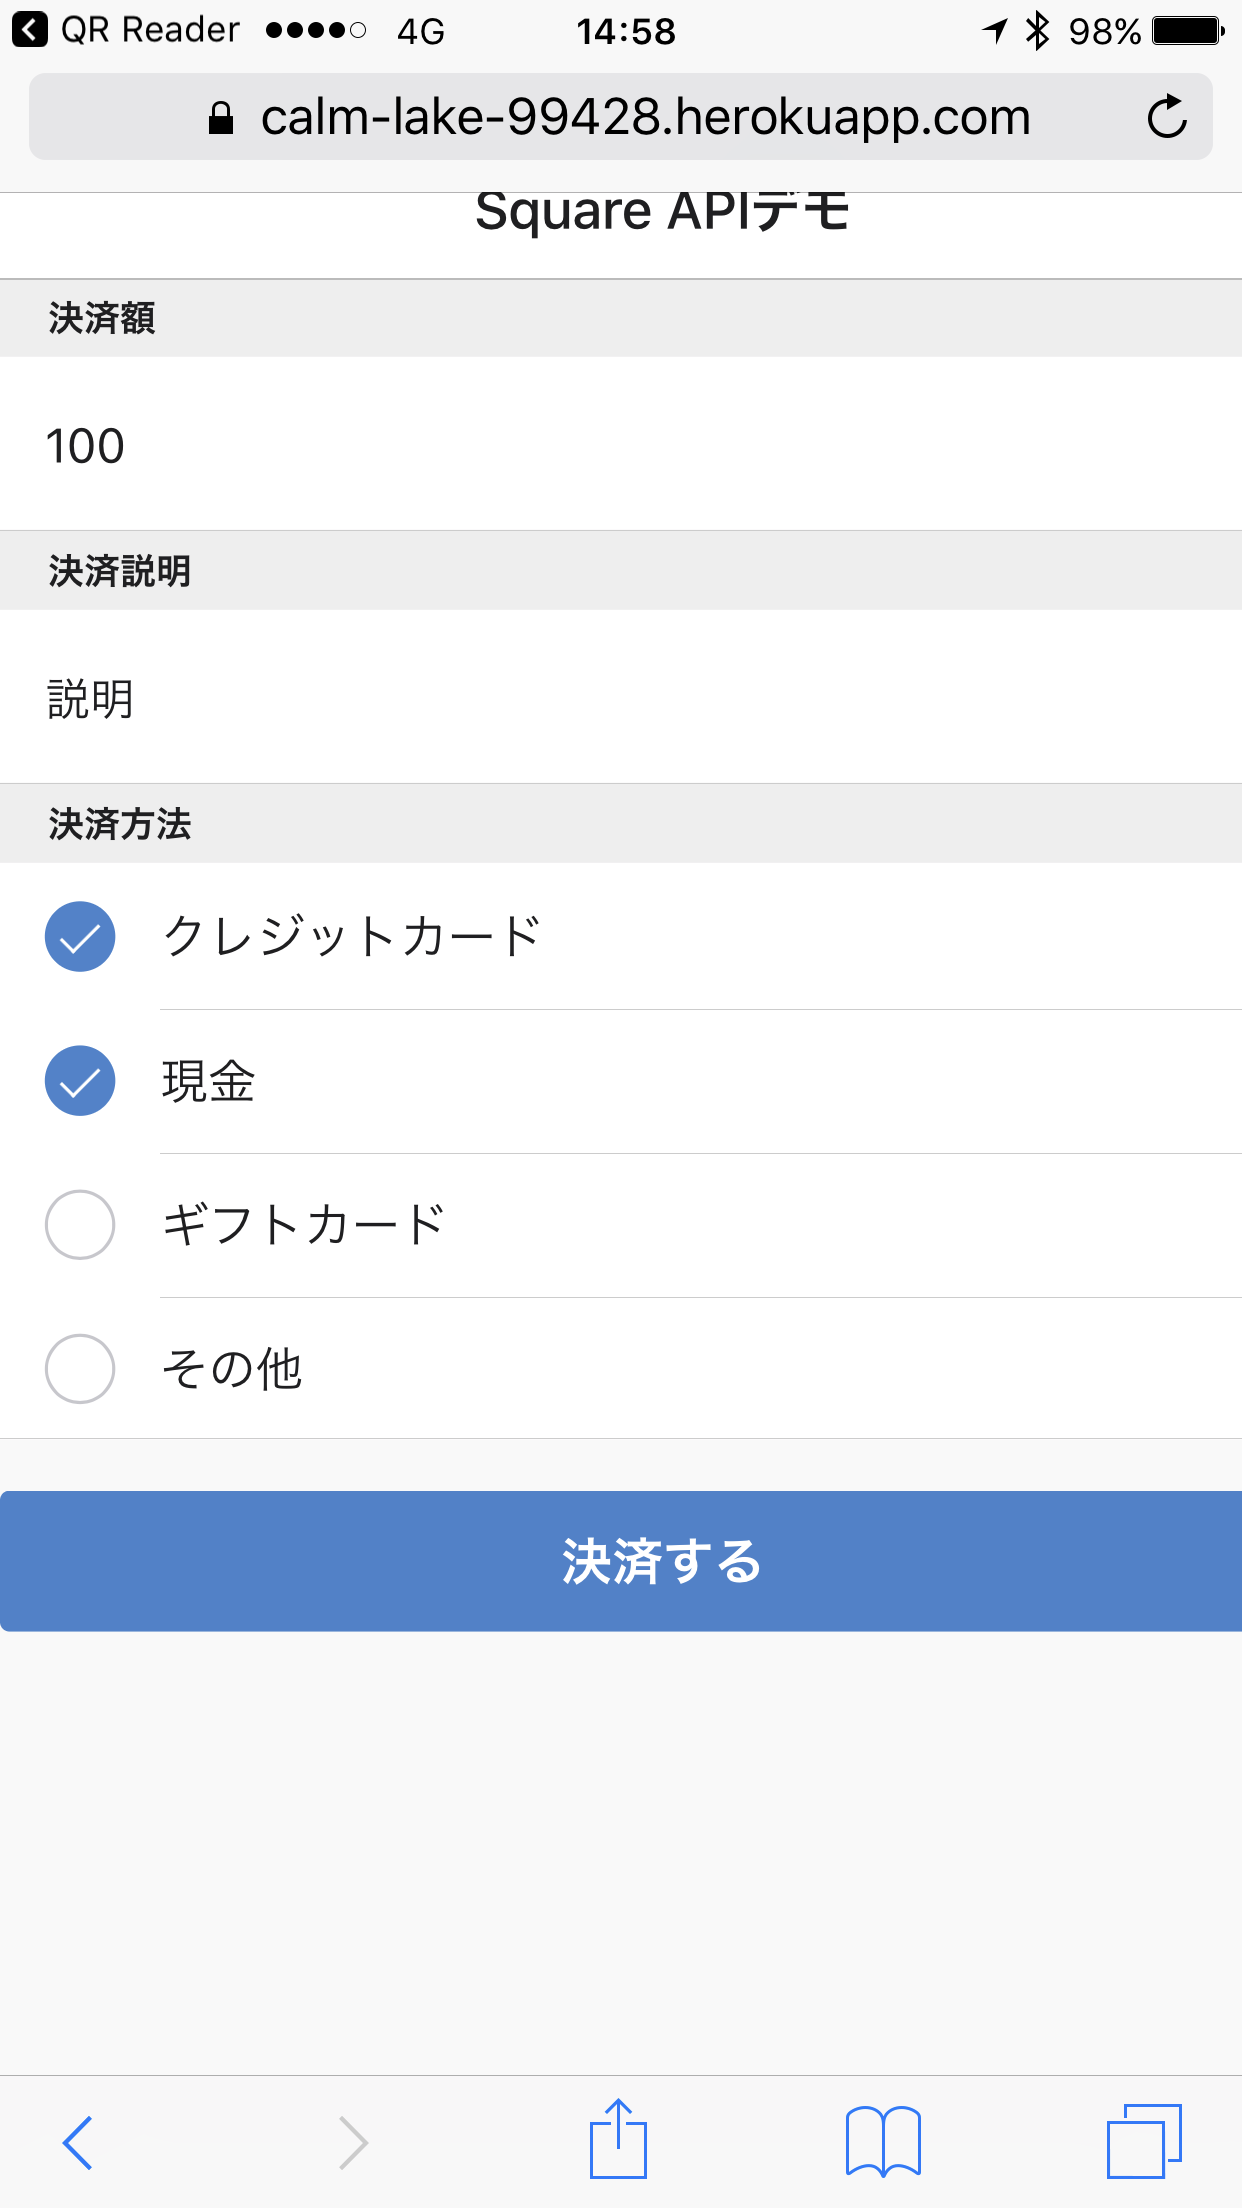 QR Reader 4G 14:58 98%
calm-lake-99428.herokuapp.com
Square APIデモ
決済額
100
決済説明
説明
決済方法
クレジットカード
現金
ギフトカード
その他
決済する